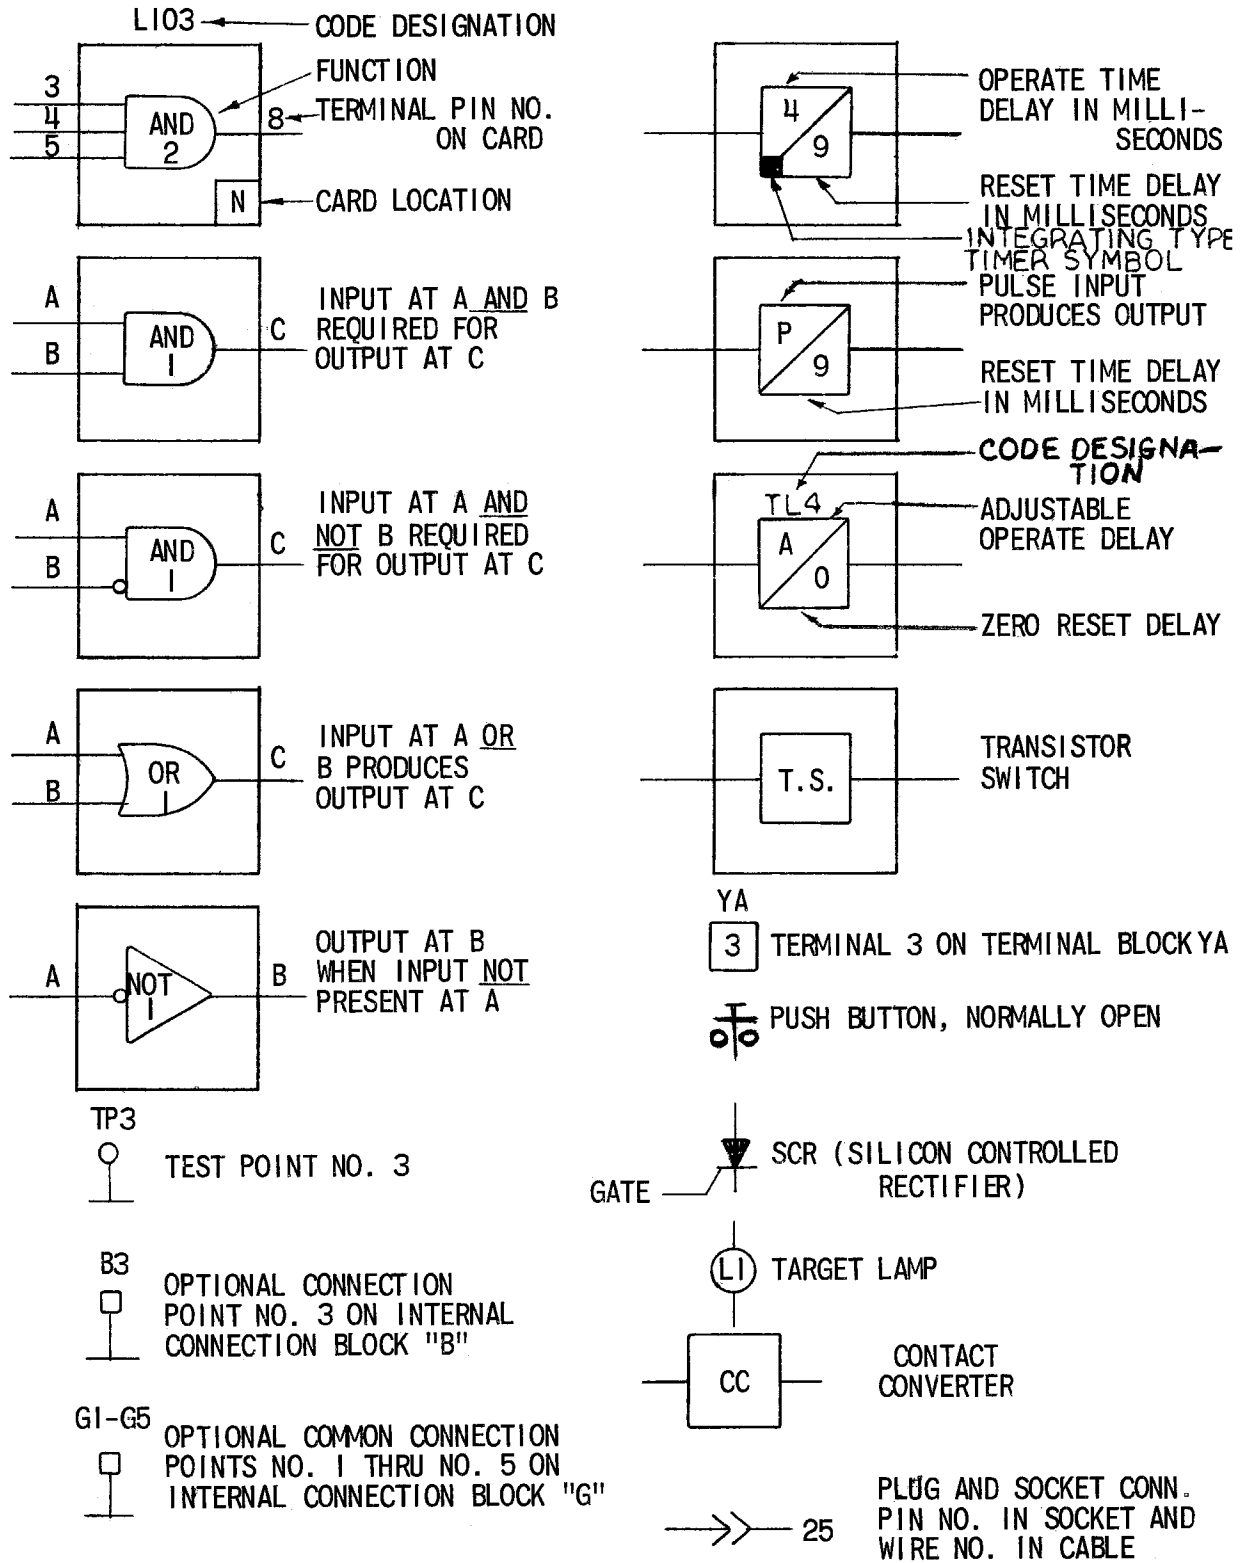 L103
CODE DESIGNATION
FUNCTION
3
4
5
AND
2
8
TERMINAL PIN NO.
ON CARD
N
CARD LOCATION
A
B
AND
1
C
INPUT AT A AND B
REQUIRED FOR
OUTPUT AT C
A
B
AND
1
C
INPUT AT A AND
NOT B REQUIRED
FOR OUTPUT AT C
A
B
OR
1
C
INPUT AT A OR
B PRODUCES
OUTPUT AT C
A
NOT
1
B
OUTPUT AT B
WHEN INPUT NOT
PRESENT AT A
TP3
TEST POINT NO. 3
B3
OPTIONAL CONNECTION
POINT NO. 3 ON INTERNAL
CONNECTION BLOCK "B"
G1-G5
OPTIONAL COMMON CONNECTION
POINTS NO. 1 THRU NO. 5 ON
INTERNAL CONNECTION BLOCK "G"
4
9
OPERATE TIME
DELAY IN MILLI-
SECONDS
RESET TIME DELAY
IN MILLISECONDS
INTEGRATING TYPE
TIMER SYMBOL
P
9
PULSE INPUT
PRODUCES OUTPUT
RESET TIME DELAY
IN MILLISECONDS
CODE DESIGNA-
TION
TL4
A
0
ADJUSTABLE
OPERATE DELAY
ZERO RESET DELAY
T.S.
TRANSISTOR
SWITCH
YA
3
TERMINAL 3 ON TERMINAL BLOCK YA
PUSH BUTTON, NORMALLY OPEN
GATE
SCR (SILICON CONTROLLED
RECTIFIER)
L1
TARGET LAMP
CC
CONTACT
CONVERTER
25
PLUG AND SOCKET CONN.
PIN NO. IN SOCKET AND
WIRE NO. IN CABLE